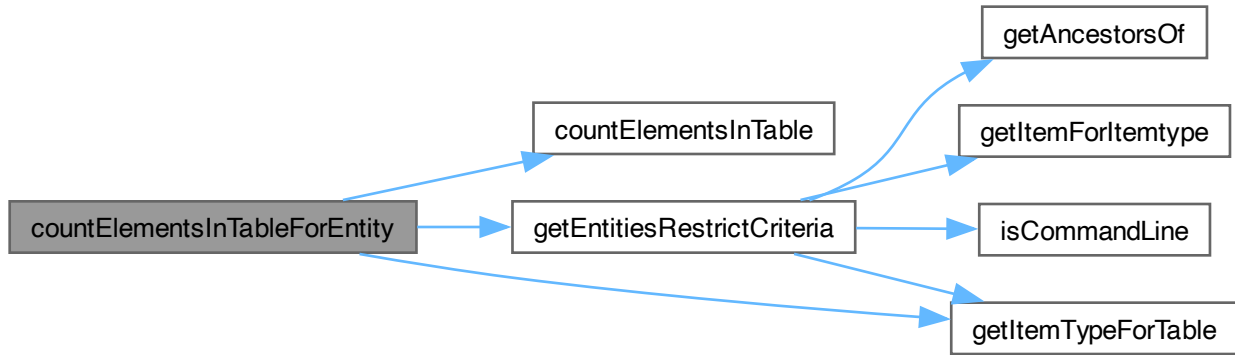 getAncestorsOf
countElementsInTable
getItemForItemtype
countElementsInTableForEntity
getEntitiesRestrictCriteria
isCommandLine
getItemTypeForTable